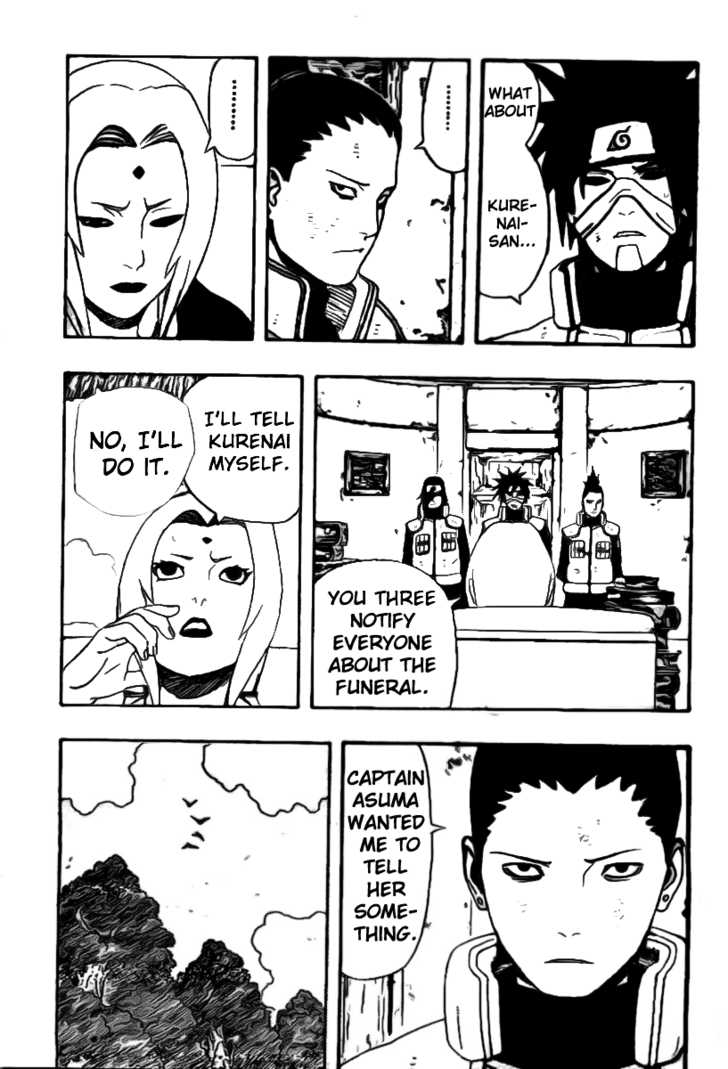 WHAT
ABOUT
KURE-
NAI-
SAN...
.........
.........
YOU THREE
NOTIFY
EVERYONE
ABOUT THE
FUNERAL.
I'LL TELL
KURENAI
MYSELF.
NO, I'LL
DO IT.
CAPTAIN
ASUMA
WANTED
ME TO
TELL
HER
SOME-
THING.